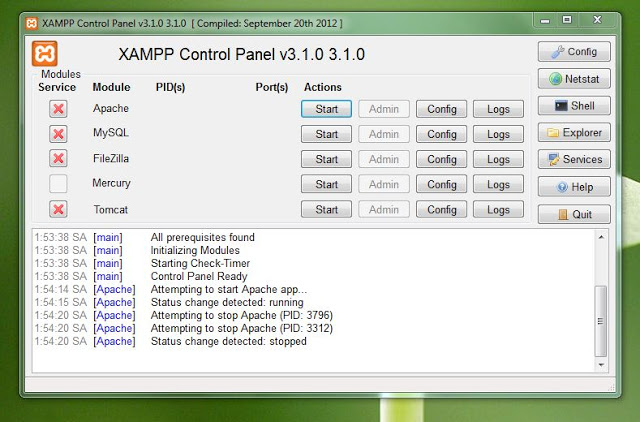 XAMPP Control Panel v3.1.0 3.1.0 [ Compiled: September 20th 2012 ]
XAMPP Control Panel v3.1.0 3.1.0
Config
Modules
Service Module PID(s) Port(s) Actions
Netstat
Apache Start Admin Config Logs
Shell
MySQL Start Admin Config Logs
Explorer
FileZilla Start Admin Config Logs
Services
Mercury Start Admin Config Logs
Help
Tomcat Start Admin Config Logs
Quit
1:53:38 SA [main] All prerequisites found
1:53:38 SA [main] Initializing Modules
1:53:38 SA [main] Starting Check-Timer
1:53:38 SA [main] Control Panel Ready
1:54:14 SA [Apache] Attempting to start Apache app...
1:54:15 SA [Apache] Status change detected: running
1:54:20 SA [Apache] Attempting to stop Apache (PID: 3796)
1:54:20 SA [Apache] Attempting to stop Apache (PID: 3312)
1:54:20 SA [Apache] Status change detected: stopped